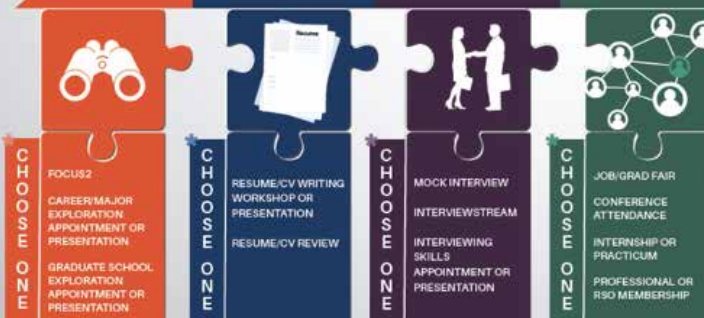 Resume
* CHOOSE ONE
FOCUS2
CAREER/MAJOR
EXPLORATION
APPOINTMENT OR
PRESENTATION
GRADUATE SCHOOL
EXPLORATION
APPOINTMENT OR
PRESENTATION
* CHOOSE ONE
RESUME/CV WRITING
WORKSHOP OR
PRESENTATION
RESUME/CV REVIEW
* CHOOSE ONE
MOCK INTERVIEW
INTERVIEWSTREAM
INTERVIEWING
SKILLS
APPOINTMENT OR
PRESENTATION
* CHOOSE ONE
JOB/GRAD FAIR
CONFERENCE
ATTENDANCE
INTERNSHIP OR
PRACTICUM
PROFESSIONAL OR
RSO MEMBERSHIP